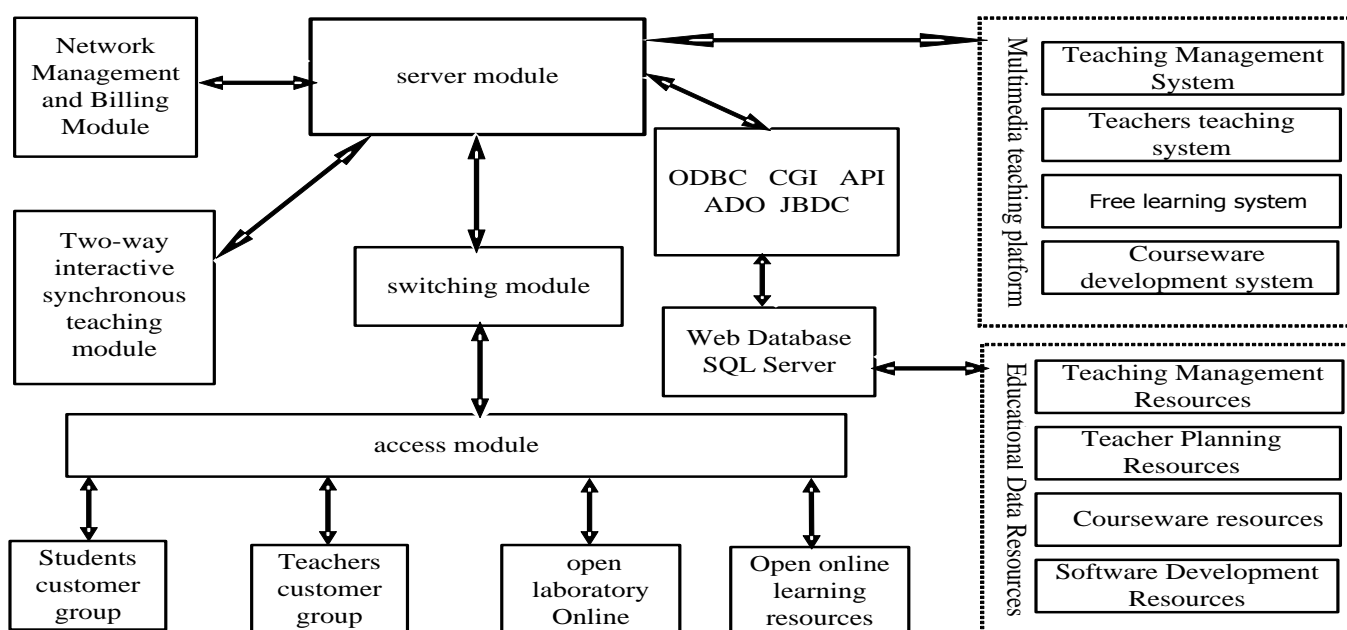 Network
Management
and Billing
Module
server module
ODBC CGI API
ADO JBDC
Two-way
interactive
synchronous
teaching
module
switching module
Web Database
SQL Server
access module
Students
customer
group
Teachers
customer
group
open
laboratory
Online
Open online
learning
resources
Multimedia teaching platform
Teaching Management
System
Teachers teaching
system
Free learning system
Courseware
development system
Educational Data Resources
Teaching Management
Resources
Teacher Planning
Resources
Courseware resources
Software Development
Resources